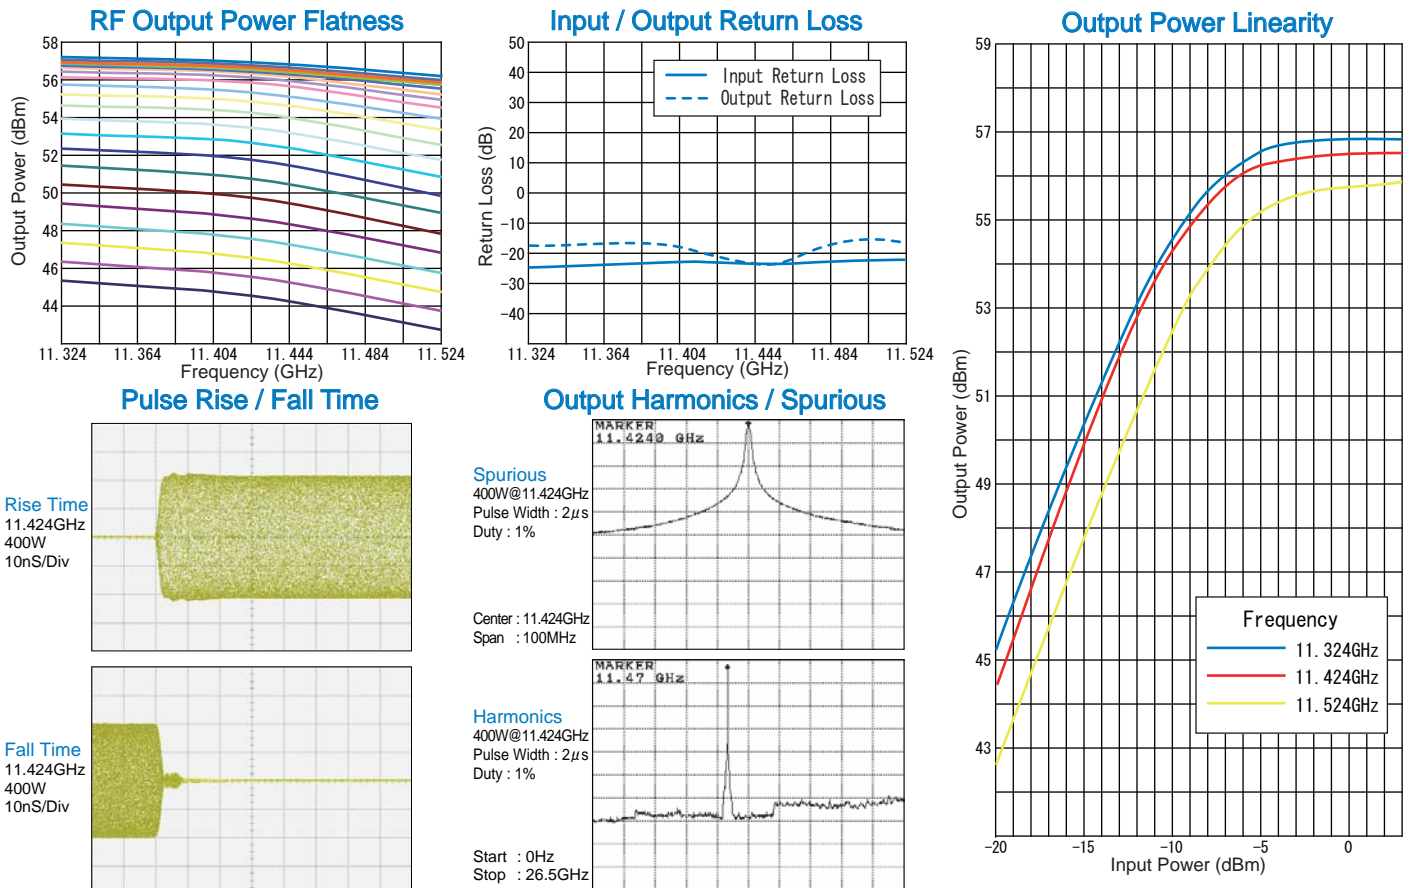 RF Output Power Flatness
58
56
54
52
50
48
46
44
Output Power (dBm)
11.324 11.364 11.404 11.444 11.484 11.524
Frequency (GHz)
Input / Output Return Loss
50
40
30
20
10
0
-10
-20
-30
-40
Return Loss (dB)
Input Return Loss
Output Return Loss
11.324 11.364 11.404 11.444 11.484 11.524
Frequency (GHz)
Output Power Linearity
59
57
55
53
51
49
47
45
43
Output Power (dBm)
Frequency
11.324GHz
11.424GHz
11.524GHz
-20 -15 -10 -5 0
Input Power (dBm)
Pulse Rise / Fall Time
Rise Time
11.424GHz
400W
10nS/Div
Fall Time
11.424GHz
400W
10nS/Div
Output Harmonics / Spurious
MARKER
11.4240 GHz
Spurious
400W@11.424GHz
Pulse Width : 2μs
Duty : 1%
Center : 11.424GHz
Span : 100MHz
MARKER
11.47 GHz
Harmonics
400W@11.424GHz
Pulse Width : 2μs
Duty : 1%
Start : 0Hz
Stop : 26.5GHz